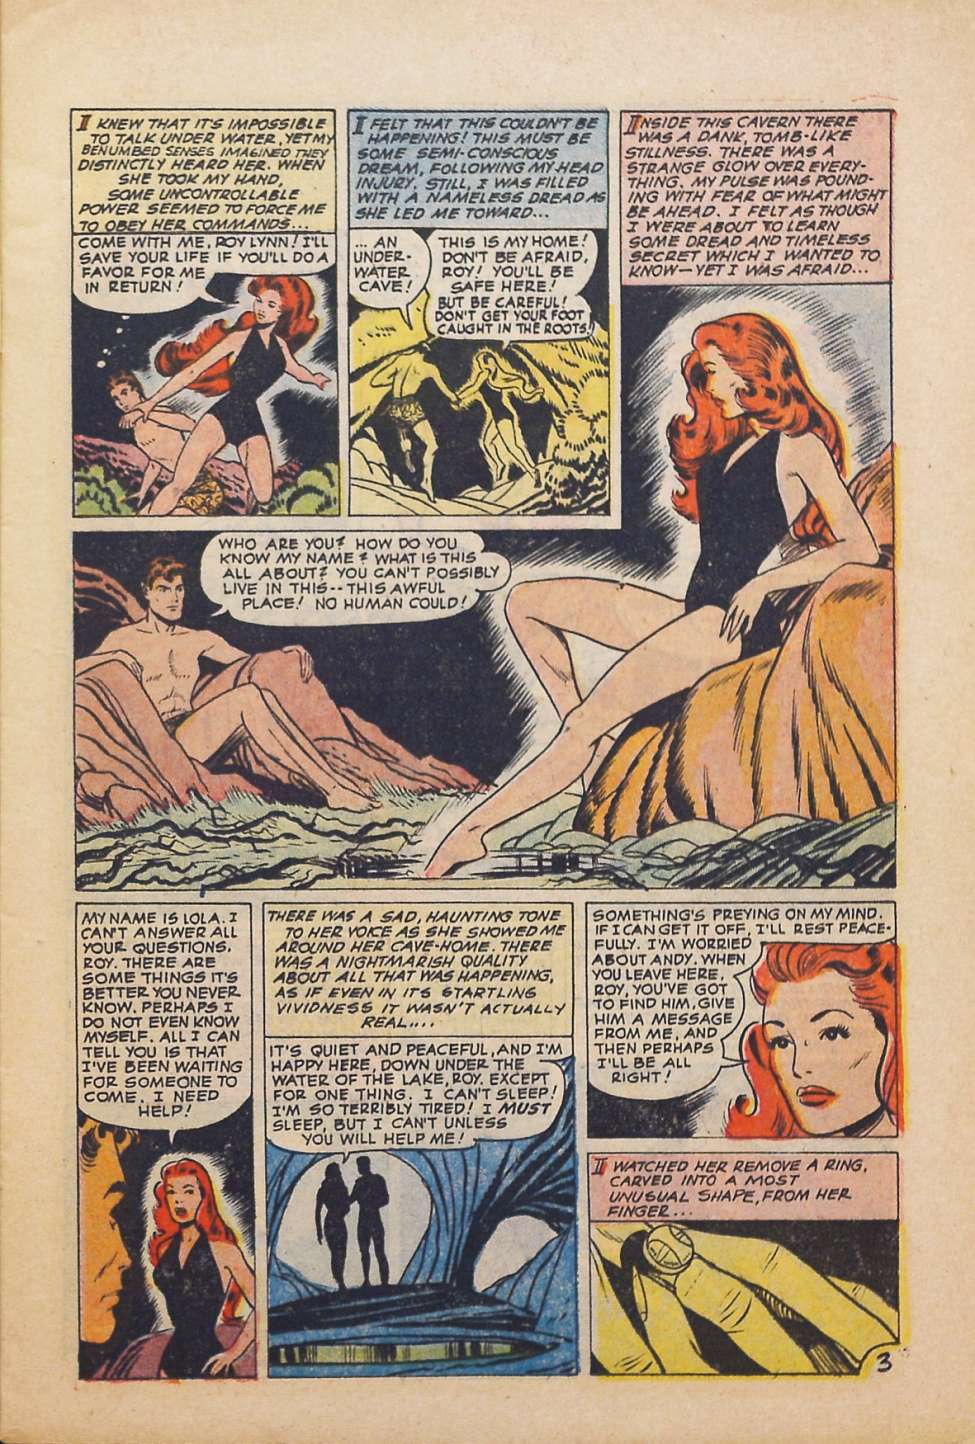 I KNEW THAT IT'S IMPOSSIBLE
TO TALK UNDER WATER, YET MY
BENUMBED SENSES IMAGINED THEY
DISTINCTLY HEARD HER. WHEN
SHE TOOK MY HAND,
SOME UNCONTROLLABLE
POWER SEEMED TO FORCE ME
TO OBEY HER COMMANDS...
COME WITH ME, ROY LYNN! I'LL
SAVE YOUR LIFE IF YOU'LL DO A
FAVOR FOR ME
IN RETURN!
I FELT THAT THIS COULDN'T BE
HAPPENING! THIS MUST BE
SOME SEMI-CONSCIOUS
DREAM, FOLLOWING MY HEAD
INJURY. STILL, I WAS FILLED
WITH A NAMELESS DREAD AS
SHE LED ME TOWARD...
... AN
UNDER-
WATER
CAVE!
THIS IS MY HOME!
DON'T BE AFRAID,
ROY! YOU'LL BE
SAFE HERE!
BUT BE CAREFUL!
DON'T GET YOUR FOOT
CAUGHT IN THE ROOTS!
INSIDE THIS CAVERN THERE
WAS A DANK, TOMB-LIKE
STILLNESS. THERE WAS A
STRANGE GLOW OVER EVERY-
THING. MY PULSE WAS POUND-
ING WITH FEAR OF WHAT MIGHT
BE AHEAD. I FELT AS THOUGH
I WERE ABOUT TO LEARN
SOME DREAD AND TIMELESS
SECRET WHICH I WANTED TO
KNOW--YET I WAS AFRAID...
WHO ARE YOU? HOW DO YOU
KNOW MY NAME? WHAT IS THIS
ALL ABOUT? YOU CAN'T POSSIBLY
LIVE IN THIS--THIS AWFUL
PLACE! NO HUMAN COULD!
MY NAME IS LOLA. I
CAN'T ANSWER ALL
YOUR QUESTIONS,
ROY. THERE ARE
SOME THINGS IT'S
BETTER YOU NEVER
KNOW. PERHAPS I
DO NOT EVEN KNOW
MYSELF. ALL I CAN
TELL YOU IS THAT
I'VE BEEN WAITING
FOR SOMEONE TO
COME. I NEED
HELP!
THERE WAS A SAD, HAUNTING TONE
TO HER VOICE AS SHE SHOWED ME
AROUND HER CAVE-HOME. THERE
WAS A NIGHTMARISH QUALITY
ABOUT ALL THAT WAS HAPPENING,
AS IF EVEN IN ITS STARTLING
VIVIDNESS IT WASN'T ACTUALLY
REAL....
IT'S QUIET AND PEACEFUL, AND I'M
HAPPY HERE, DOWN UNDER THE
WATER OF THE LAKE, ROY. EXCEPT
FOR ONE THING. I CAN'T SLEEP!
I'M SO TERRIBLY TIRED! I MUST
SLEEP, BUT I CAN'T UNLESS
YOU WILL HELP ME!
SOMETHING'S PREYING ON MY MIND.
IF I CAN GET IT OFF, I'LL REST PEACE-
FULLY. I'M WORRIED
ABOUT ANDY. WHEN
YOU LEAVE HERE,
ROY, YOU'VE GOT
TO FIND HIM, GIVE
HIM A MESSAGE
FROM ME, AND
THEN PERHAPS
I'LL BE ALL
RIGHT!
I WATCHED HER REMOVE A RING,
CARVED INTO A MOST
UNUSUAL SHAPE, FROM HER
FINGER...
3